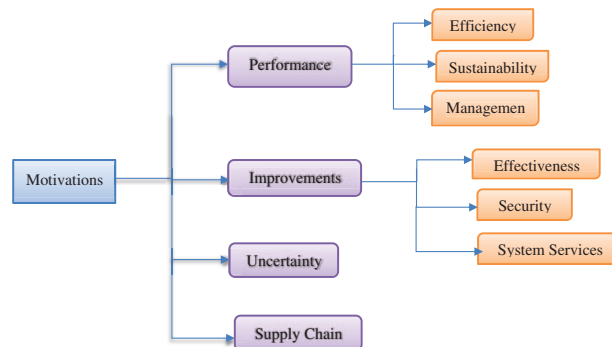 Efficiency
Performance
Sustainability
Managemen
Motivations
Improvements
Effectiveness
Security
System Services
Uncertainty
Supply Chain